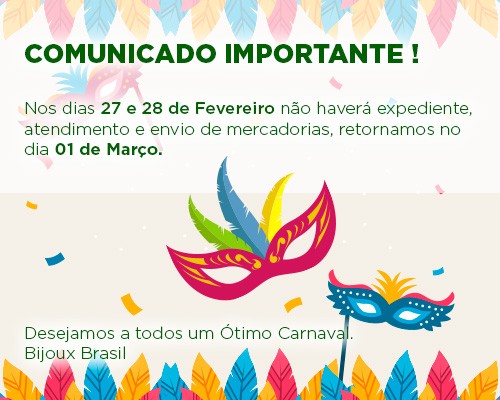 COMUNICADO IMPORTANTE !
Nos dias 27 e 28 de Fevereiro não haverá expediente,
atendimento e envio de mercadorias, retornamos no
dia 01 de Março.
Desejamos a todos um Ótimo Carnaval.
Bijoux Brasil